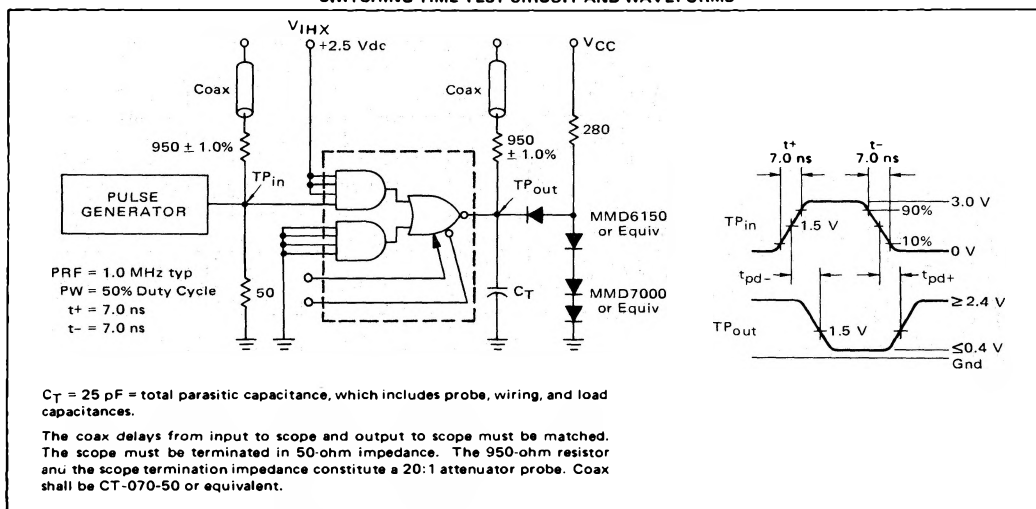 SWITCHING TIME TEST CIRCUIT AND WAVEFORMS
VIHX
+2.5 Vdc
VCC
Coax
Coax
950 ± 1.0%
950
± 1.0%
280
TPin
TPout
PULSE
GENERATOR
MMD6150
or Equiv
PRF = 1.0 MHz typ
PW = 50% Duty Cycle
t+ = 7.0 ns
t– = 7.0 ns
50
CT
MMD7000
or Equiv
t+
7.0 ns
t–
7.0 ns
3.0 V
90%
TPin
1.5 V
10%
0 V
tpd–
tpd+
≥ 2.4 V
TPout
1.5 V
≤0.4 V
Gnd
CT = 25 pF = total parasitic capacitance, which includes probe, wiring, and load
capacitances.
The coax delays from input to scope and output to scope must be matched.
The scope must be terminated in 50-ohm impedance. The 950-ohm resistor
and the scope termination impedance constitute a 20:1 attenuator probe. Coax
shall be CT-070-50 or equivalent.